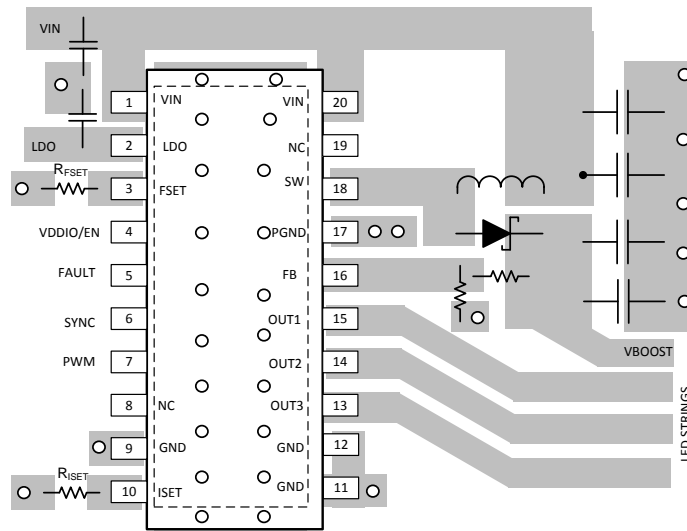 VIN
1 VIN VIN 20
LDO 2 LDO NC 19
R_FSET 3 FSET SW 18
VDDIO/EN 4 PGND 17
FAULT 5 FB 16
SYNC 6 OUT1 15
PWM 7 OUT2 14
8 NC OUT3 13
9 GND GND 12
R_ISET 10 ISET GND 11
VBOOST
LED STRINGS